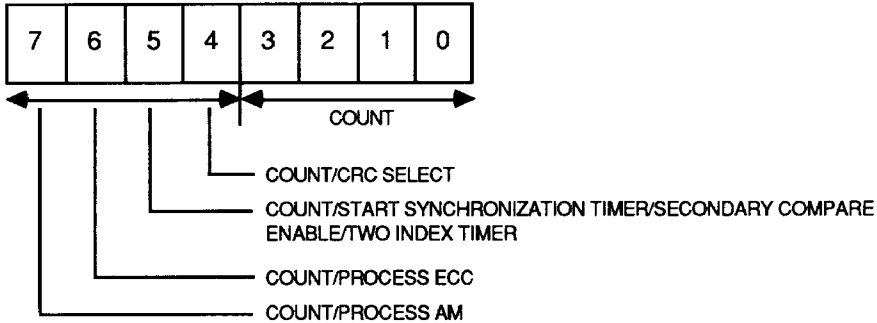 7 6 5 4 3 2 1 0
COUNT
COUNT/CRC SELECT
COUNT/START SYNCHRONIZATION TIMER/SECONDARY COMPARE
ENABLE/TWO INDEX TIMER
COUNT/PROCESS ECC
COUNT/PROCESS AM